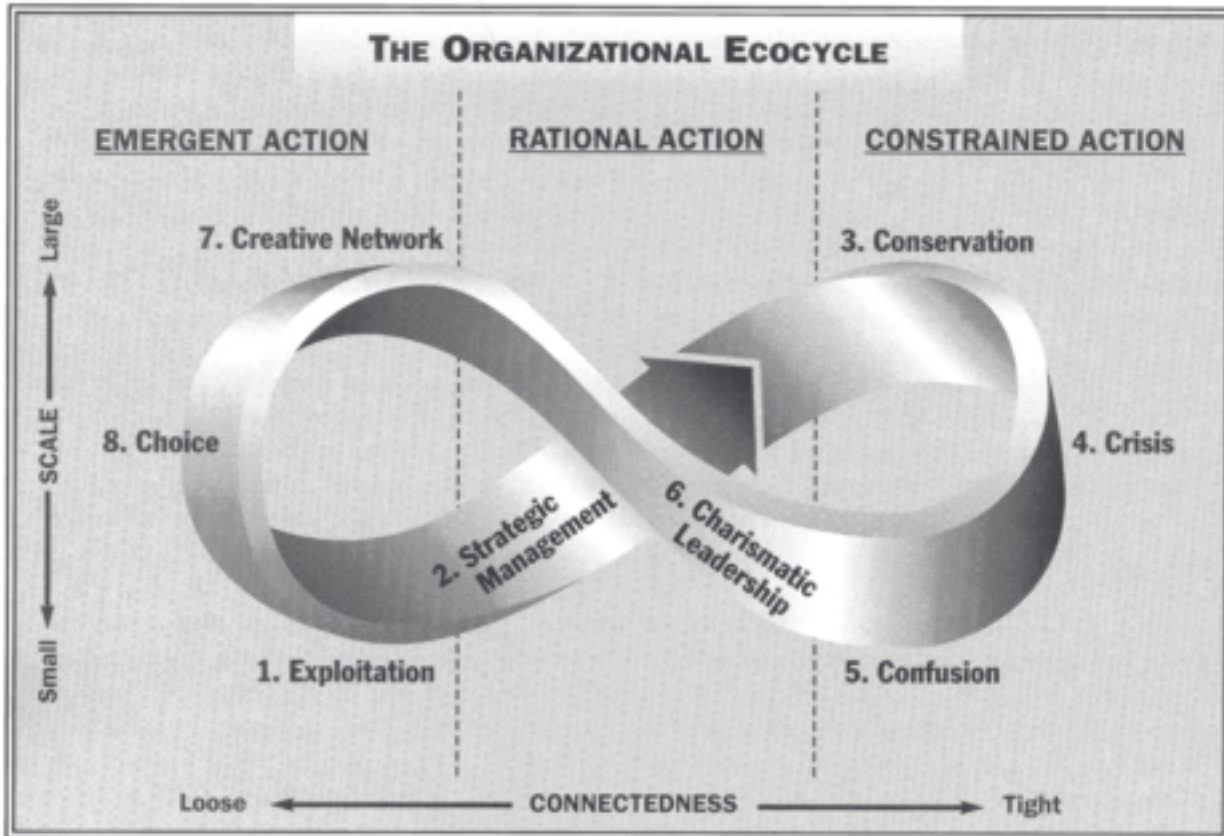 THE ORGANIZATIONAL ECOCYCLE
EMERGENT ACTION
RATIONAL ACTION
CONSTRAINED ACTION
Large
SCALE
Small
7. Creative Network
3. Conservation
8. Choice
4. Crisis
2. Strategic
Management
6. Charismatic
Leadership
1. Exploitation
5. Confusion
Loose
CONNECTEDNESS
Tight